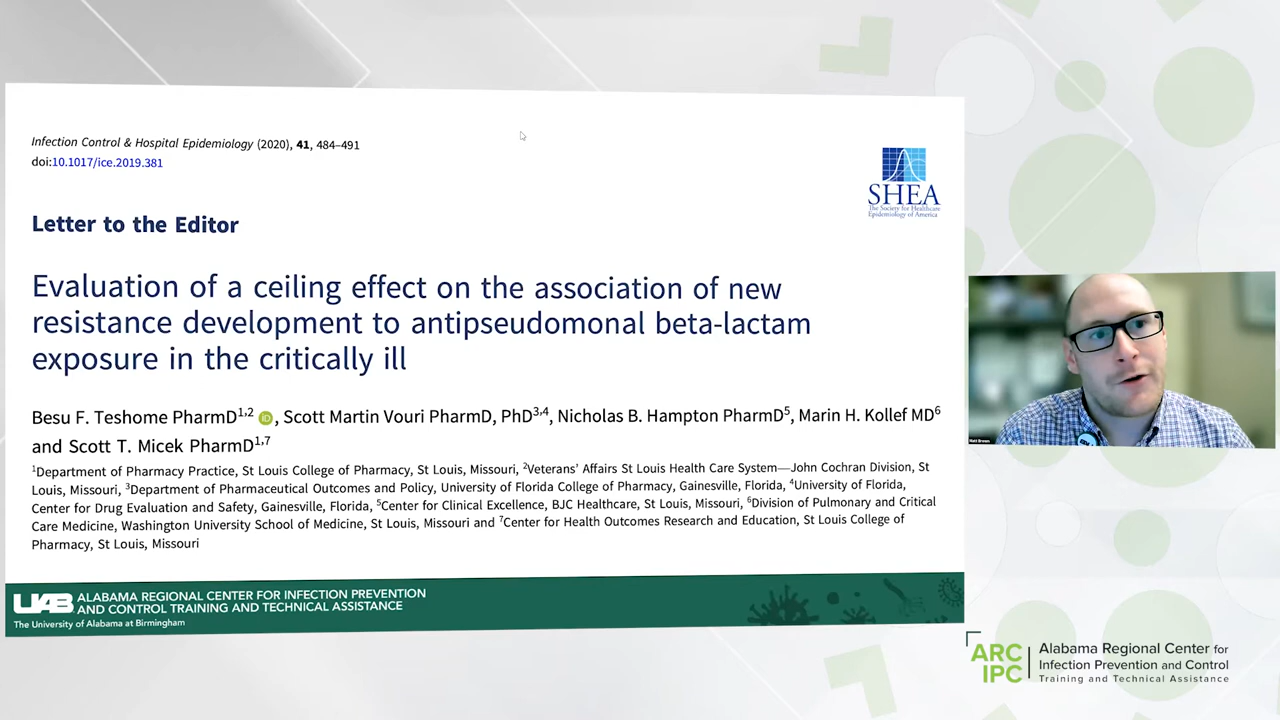 Infection Control & Hospital Epidemiology (2020), 41, 484–491
doi:10.1017/ice.2019.381
SHEA
The Society for Healthcare
Epidemiology of America
Letter to the Editor
Evaluation of a ceiling effect on the association of new
resistance development to antipseudomonal beta-lactam
exposure in the critically ill
Besu F. Teshome PharmD1,2 iD, Scott Martin Vouri PharmD, PhD3,4, Nicholas B. Hampton PharmD5, Marin H. Kollef MD6
and Scott T. Micek PharmD1,7
1Department of Pharmacy Practice, St Louis College of Pharmacy, St Louis, Missouri, 2Veterans' Affairs St Louis Health Care System—John Cochran Division, St
Louis, Missouri, 3Department of Pharmaceutical Outcomes and Policy, University of Florida College of Pharmacy, Gainesville, Florida, 4University of Florida,
Center for Drug Evaluation and Safety, Gainesville, Florida, 5Center for Clinical Excellence, BJC Healthcare, St Louis, Missouri, 6Division of Pulmonary and Critical
Care Medicine, Washington University School of Medicine, St Louis, Missouri and 7Center for Health Outcomes Research and Education, St Louis College of
Pharmacy, St Louis, Missouri
UAB ALABAMA REGIONAL CENTER FOR INFECTION PREVENTION
AND CONTROL TRAINING AND TECHNICAL ASSISTANCE
The University of Alabama at Birmingham
Matt Brown
ARC
IPC
Alabama Regional Center for
Infection Prevention and Control
Training and Technical Assistance